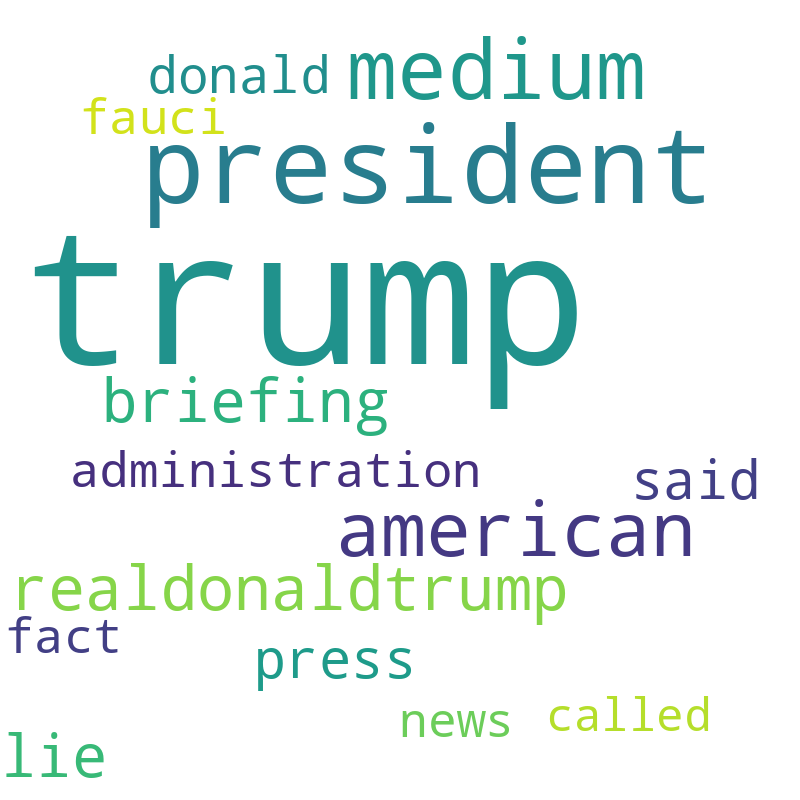 donald medium
fauci
president
trump
briefing
administration said
american
realdonaldtrump
fact
press
news called
lie